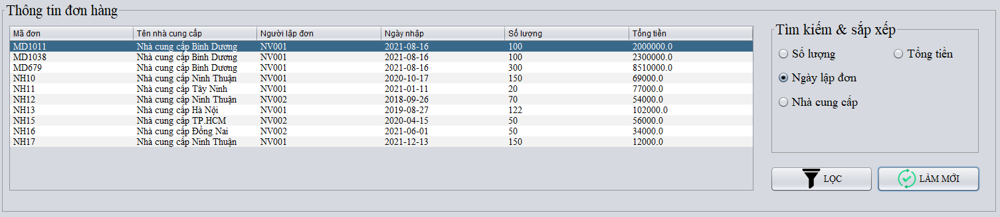 Thông tin đơn hàng
Mã đơn Tên nhà cung cấp Người lập đơn Ngày nhập Số lượng Tổng tiền
MD1011 Nhà cung cấp Bình Dương NV001 2021-08-16 100 2000000.0
MD1038 Nhà cung cấp Bình Dương NV001 2021-08-16 100 2300000.0
MD679 Nhà cung cấp Bình Dương NV001 2021-08-16 300 8510000.0
NH10 Nhà cung cấp Ninh Thuận NV001 2020-10-17 150 69000.0
NH11 Nhà cung cấp Tây Ninh NV001 2021-01-11 20 77000.0
NH12 Nhà cung cấp Ninh Thuận NV002 2018-09-26 70 54000.0
NH13 Nhà cung cấp Hà Nội NV001 2019-08-27 122 102000.0
NH15 Nhà cung cấp TP.HCM NV002 2020-04-15 50 56000.0
NH16 Nhà cung cấp Đồng Nai NV002 2021-06-01 50 34000.0
NH17 Nhà cung cấp Ninh Thuận NV001 2021-12-13 150 12000.0
Tìm kiếm & sắp xếp
Số lượng Tổng tiền
Ngày lập đơn
Nhà cung cấp
LỌC LÀM MỚI